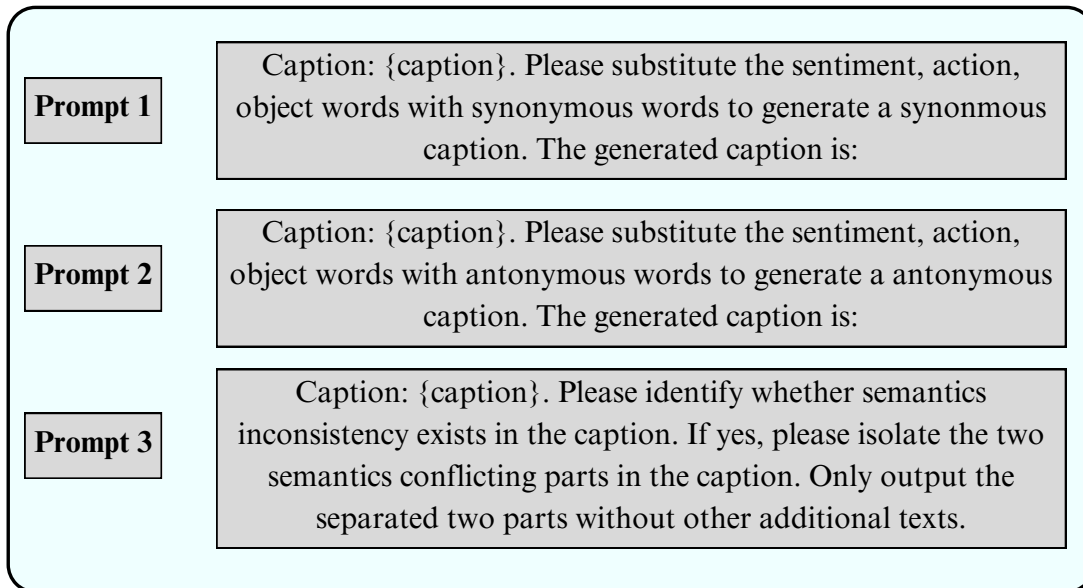 Prompt 1
Caption: {caption}. Please substitute the sentiment, action,
object words with synonymous words to generate a synonmous
caption. The generated caption is:
Prompt 2
Caption: {caption}. Please substitute the sentiment, action,
object words with antonymous words to generate a antonymous
caption. The generated caption is:
Prompt 3
Caption: {caption}. Please identify whether semantics
inconsistency exists in the caption. If yes, please isolate the two
semantics conflicting parts in the caption. Only output the
separated two parts without other additional texts.